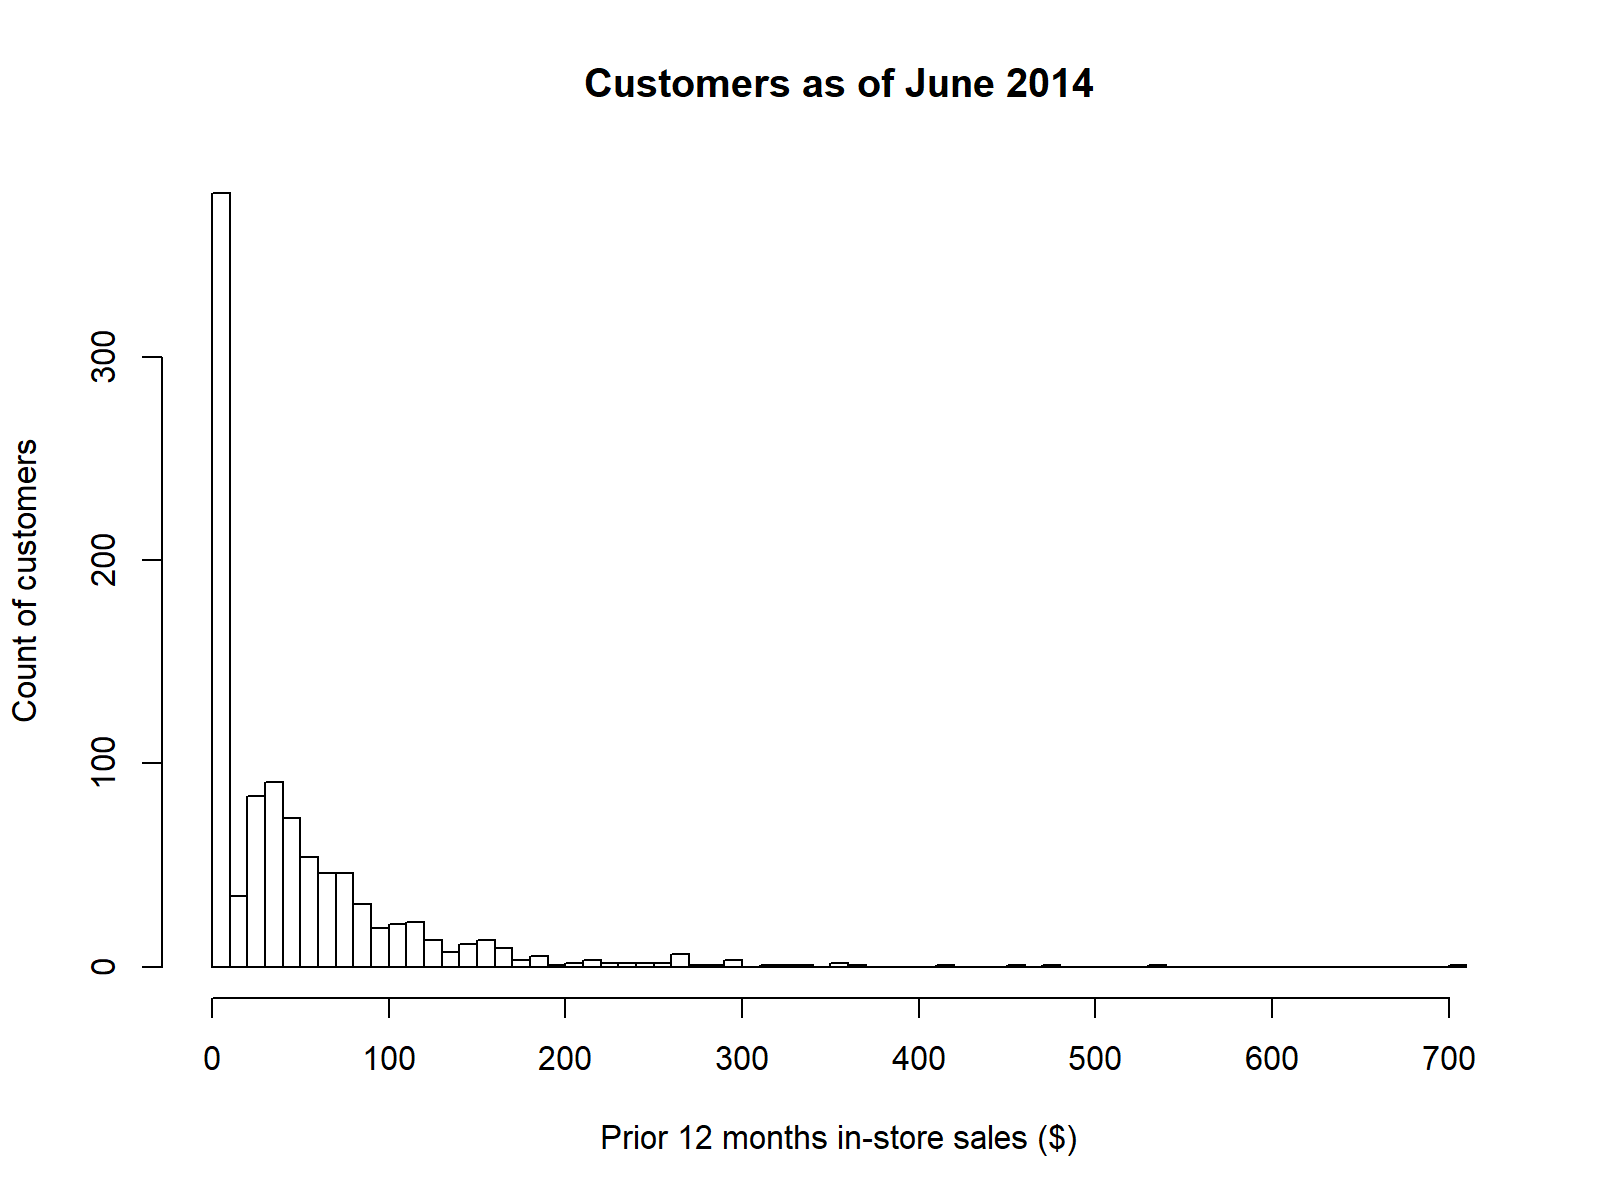 Customers as of June 2014
Count of customers
300
200
100
0
0 100 200 300 400 500 600 700
Prior 12 months in-store sales ($)